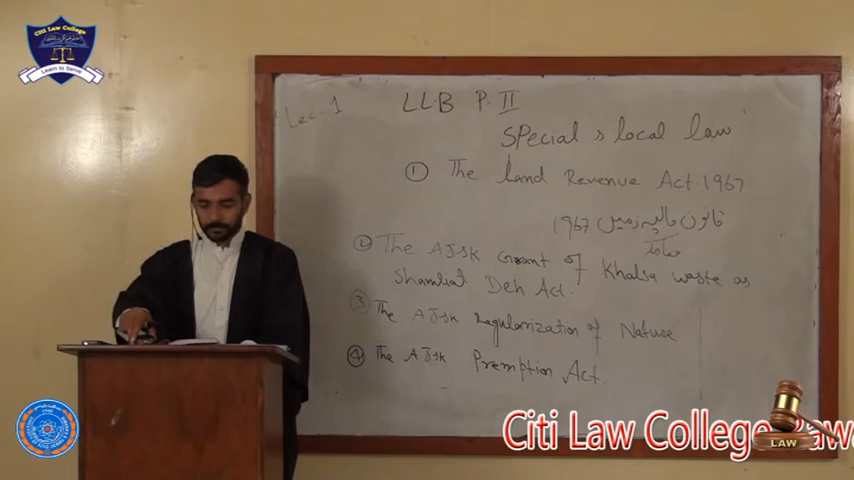 Citi Law College
Learn to Serve
Lec. 1
LLB P. II
Special & local law
① The land Revenue Act. 1967
قانون مالیہ زمین 1967
② The AJ&K Grant of Khalsa waste as
Shamlat Deh Act.
③ The AJ&K Regularization of Natuse
④ The AJ&K Premption Act.
Citi Law College Raw
LAW